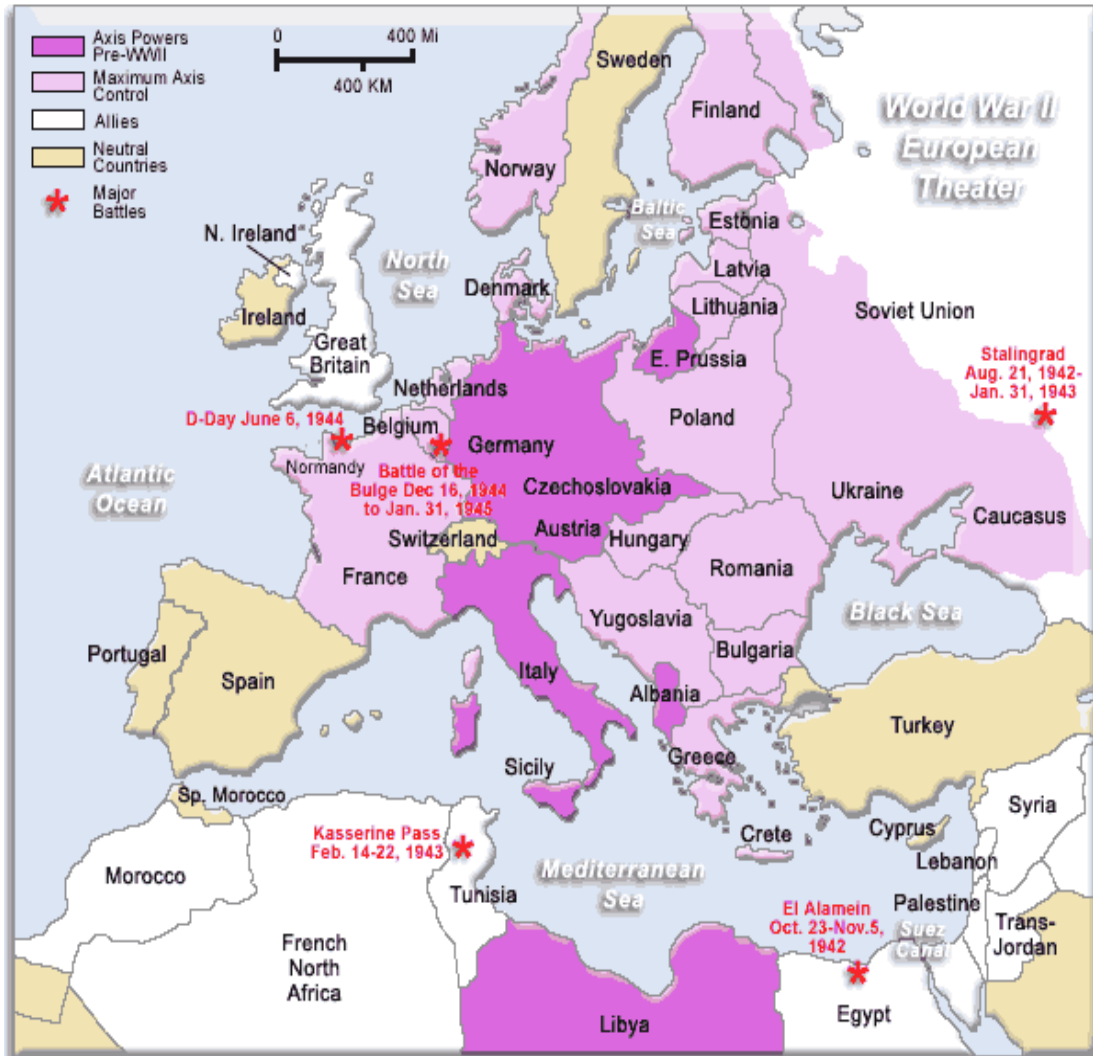 Axis Powers
Pre-WWII
Maximum Axis
Control
Allies
Neutral
Countries
Major
Battles
0
400 Mi
400 KM
World War II
European
Theater
Sweden
Finland
Norway
Baltic
Sea
Estonia
N. Ireland
North
Sea
Latvia
Denmark
Lithuania
Ireland
Soviet Union
Great
Britain
E. Prussia
Stalingrad
Aug. 21, 1942-
Jan. 31, 1943
Netherlands
D-Day June 6, 1944
Belgium
Poland
Germany
Normandy
Atlantic
Ocean
Battle of the
Bulge Dec 16, 1944
to Jan. 31, 1945
Czechoslovakia
Ukraine
Caucasus
Austria
Switzerland
Hungary
France
Romania
Yugoslavia
Black Sea
Portugal
Spain
Italy
Bulgaria
Albania
Turkey
Greece
Sicily
Sp. Morocco
Syria
Kasserine Pass
Feb. 14-22, 1943
Crete
Cyprus
Lebanon
Morocco
Mediterranean
Sea
Tunisia
Palestine
El Alamein
Oct. 23-Nov.5,
1942
Suez
Canal
Trans-
Jordan
French
North
Africa
Libya
Egypt